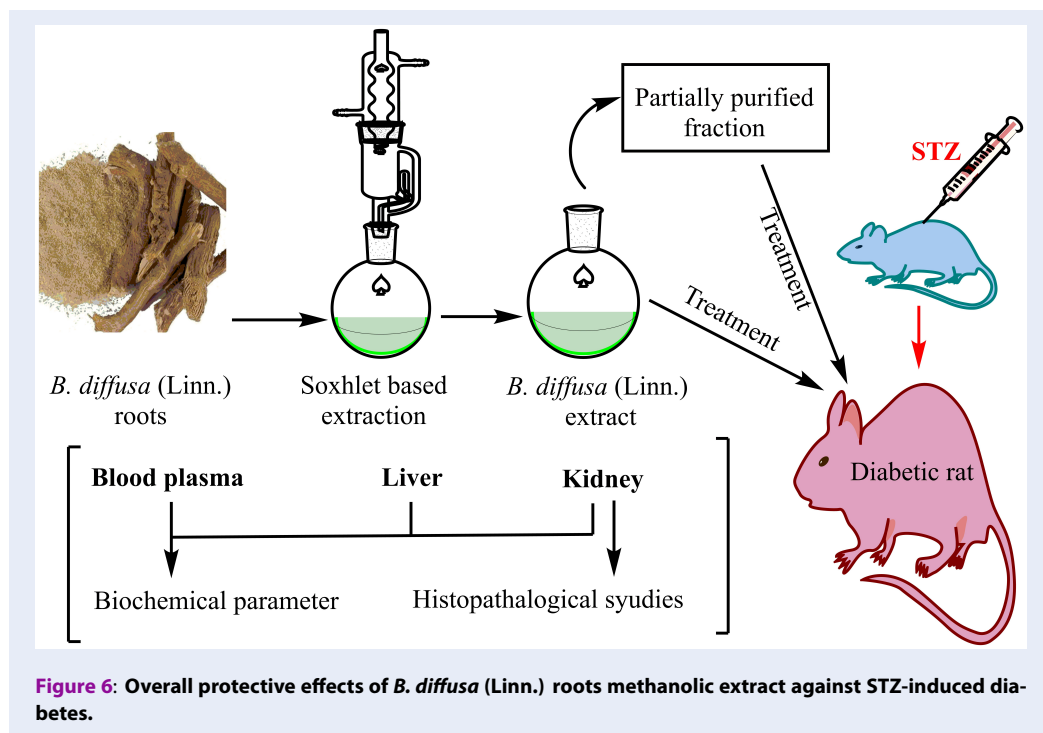 Partially purified
fraction
STZ
Treatment
Treatment
B. diffusa (Linn.)
roots
Soxhlet based
extraction
B. diffusa (Linn.)
extract
Diabetic rat
Blood plasma
Liver
Kidney
Biochemical parameter
Histopathalogical syudies
Figure 6: Overall protective effects of B. diffusa (Linn.) roots methanolic extract against STZ-induced dia-
betes.